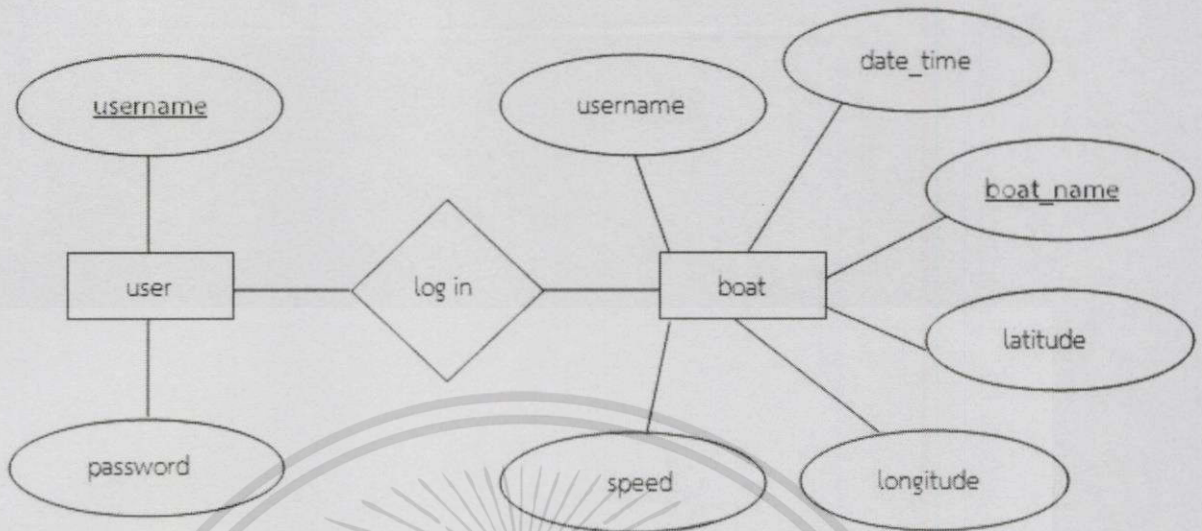 date_time
username
username
boat_name
user
log in
boat
latitude
password
speed
longitude